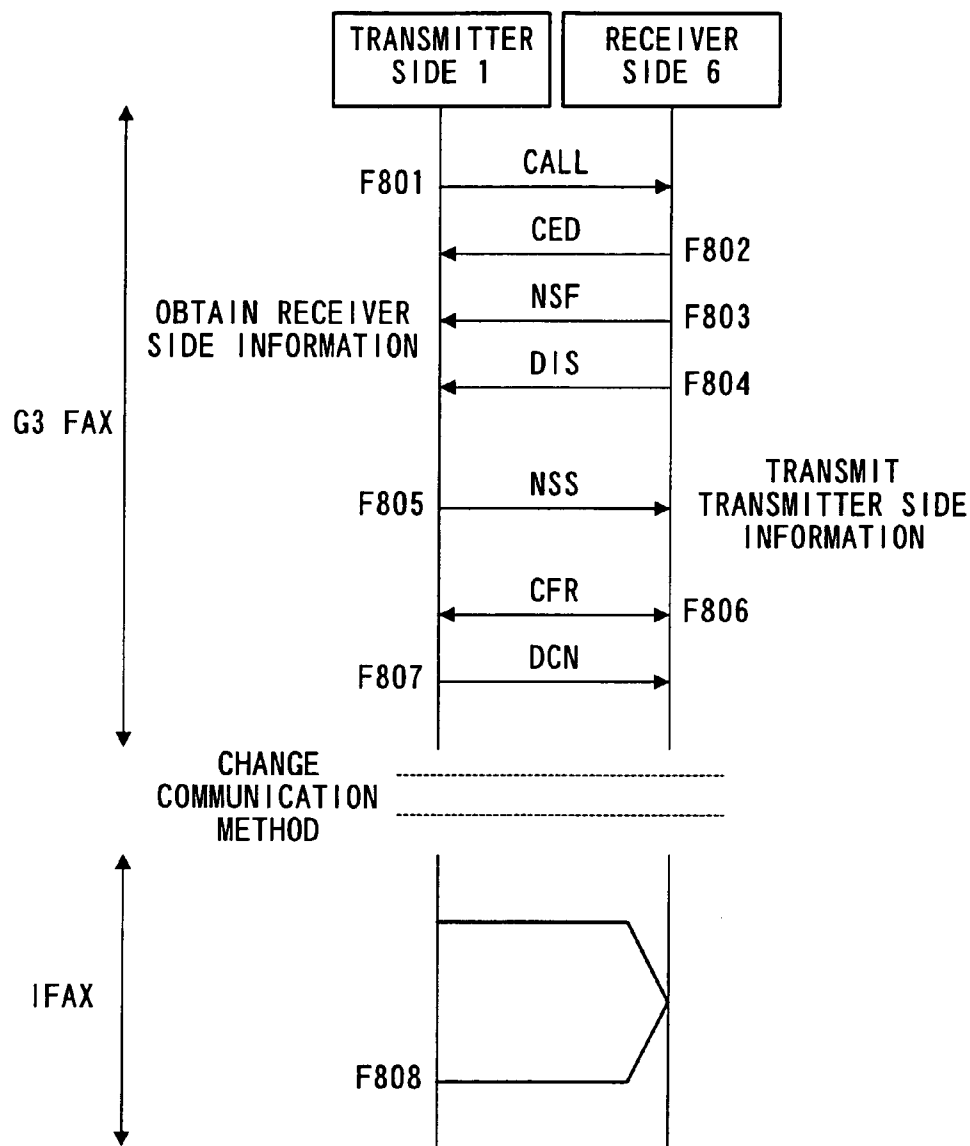 TRANSMITTER
SIDE 1
RECEIVER
SIDE 6
F801
CALL
CED
F802
OBTAIN RECEIVER
SIDE INFORMATION
NSF
F803
DIS
F804
G3 FAX
F805
NSS
TRANSMIT
TRANSMITTER SIDE
INFORMATION
CFR
F806
F807
DCN
CHANGE
COMMUNICATION
METHOD
IFAX
F808